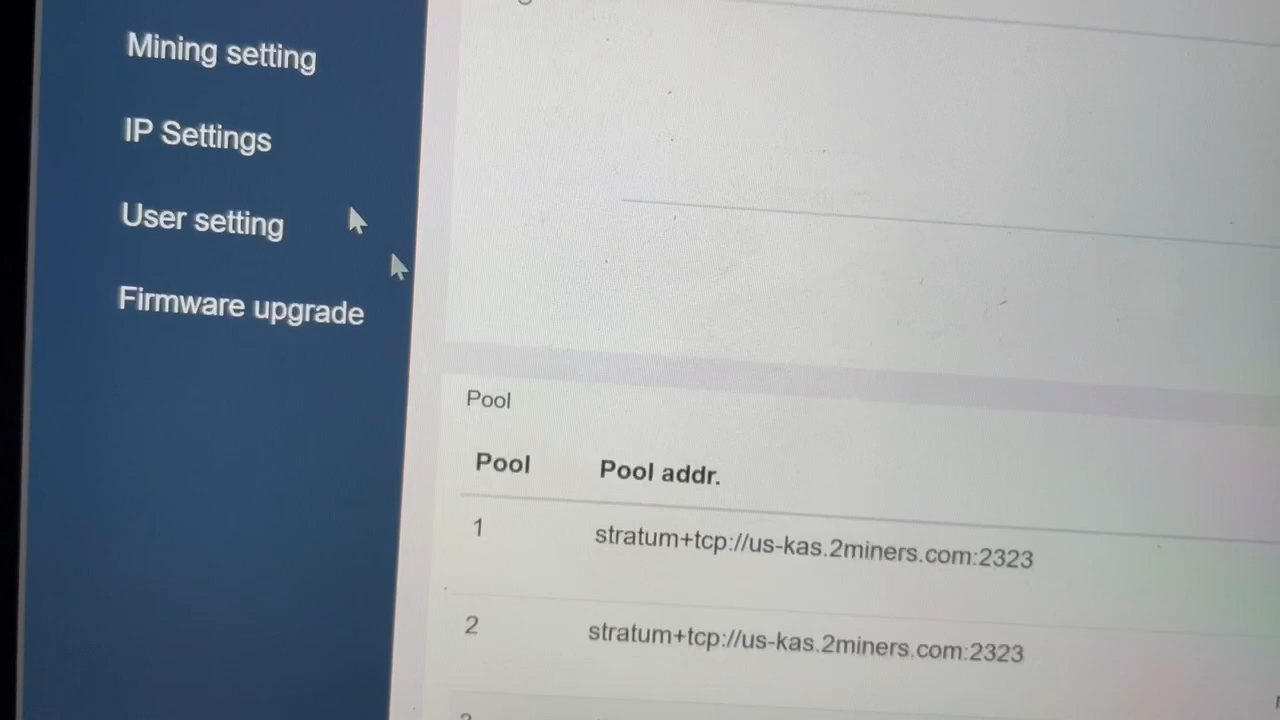 Mining setting
IP Settings
User setting
Firmware upgrade
Pool
Pool Pool addr.
1 stratum+tcp://us-kas.2miners.com:2323
2 stratum+tcp://us-kas.2miners.com:2323